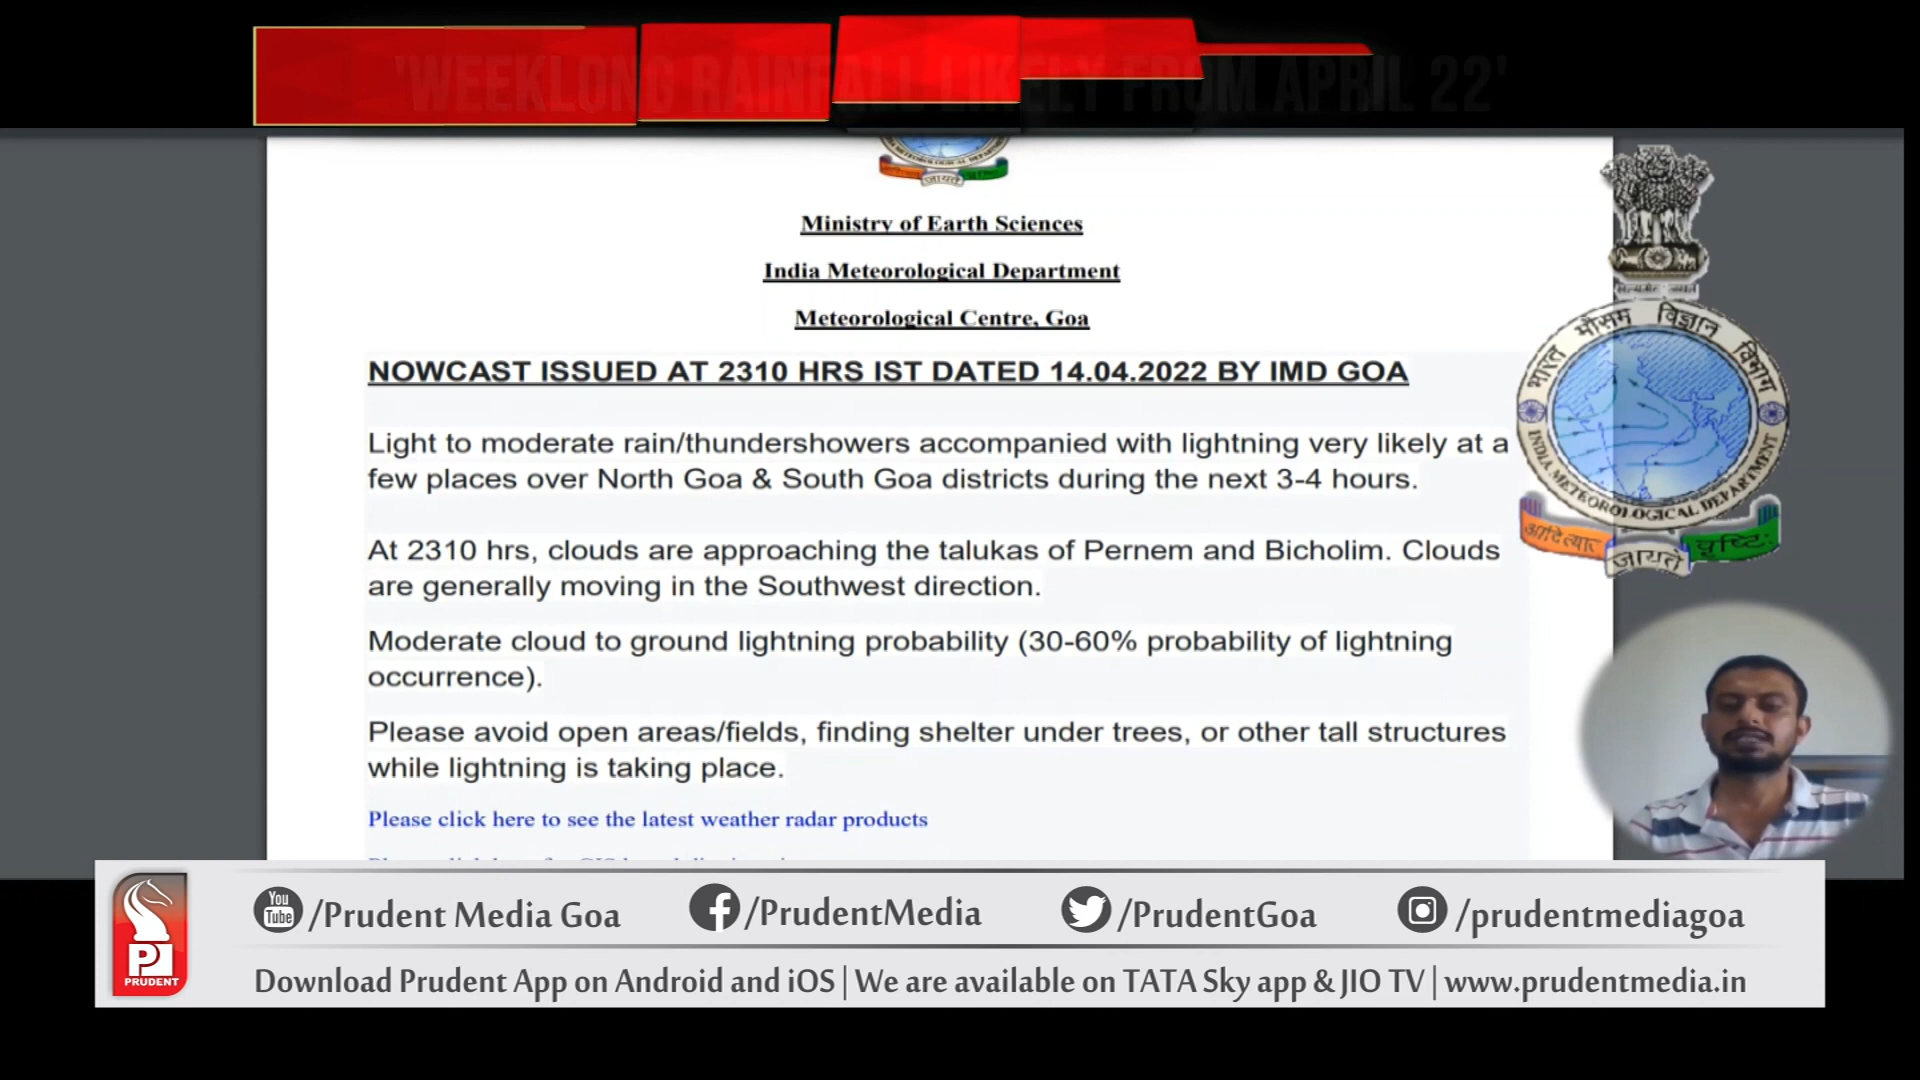 'WEEKLONG RAINFALL LIKELY FROM APRIL 22'
जायते
Ministry of Earth Sciences
India Meteorological Department
Meteorological Centre, Goa
NOWCAST ISSUED AT 2310 HRS IST DATED 14.04.2022 BY IMD GOA
Light to moderate rain/thundershowers accompanied with lightning very likely at a
few places over North Goa & South Goa districts during the next 3-4 hours.
At 2310 hrs, clouds are approaching the talukas of Pernem and Bicholim. Clouds
are generally moving in the Southwest direction.
Moderate cloud to ground lightning probability (30-60% probability of lightning
occurrence).
Please avoid open areas/fields, finding shelter under trees, or other tall structures
while lightning is taking place.
Please click here to see the latest weather radar products
भारत मौसम विज्ञान विभाग
INDIA METEOROLOGICAL DEPARTMENT
आदित्यात् जायते वृष्टिः
You Tube /Prudent Media Goa /PrudentMedia /PrudentGoa /prudentmediagoa
PRUDENT
Download Prudent App on Android and iOS | We are available on TATA Sky app & JIO TV | www.prudentmedia.in